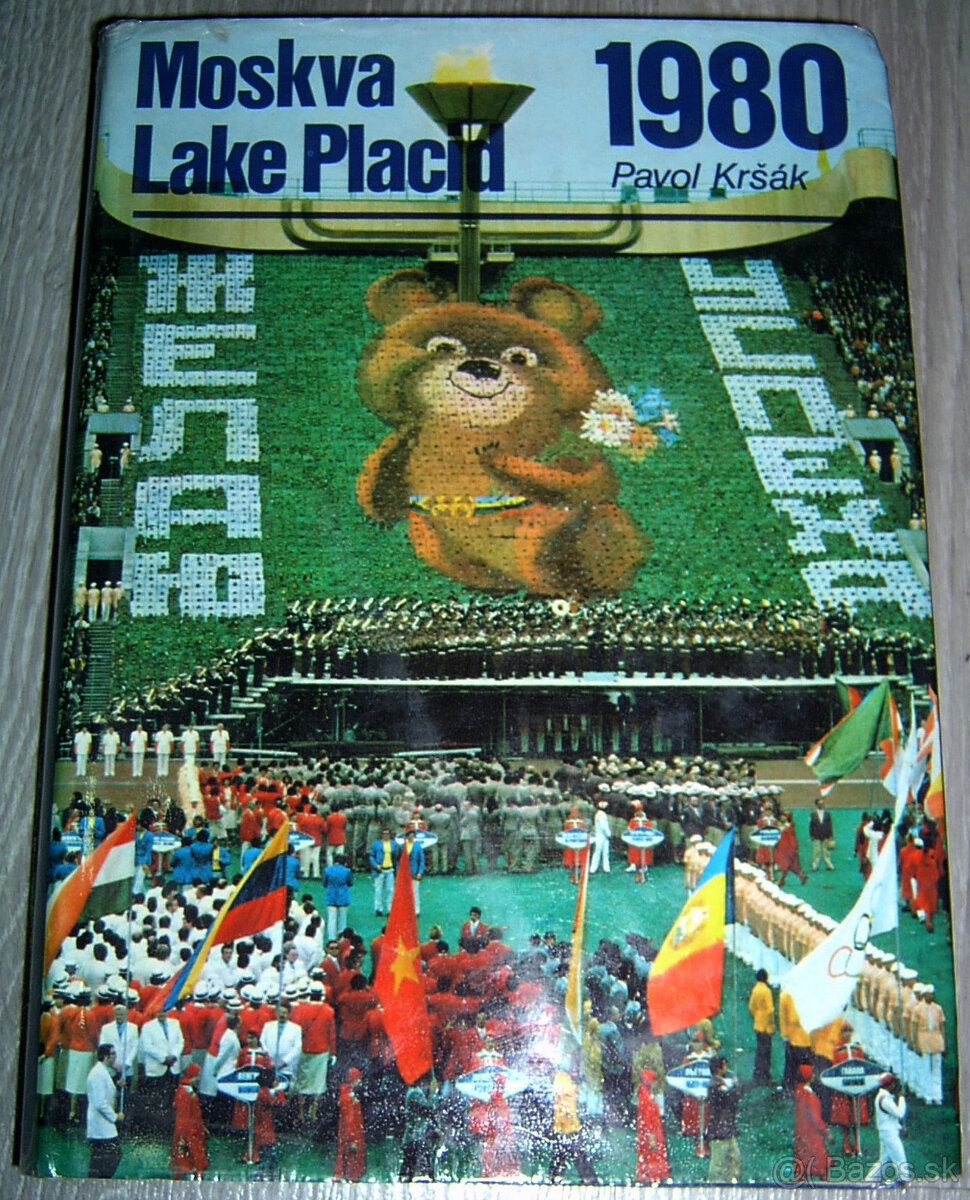 Moskva
Lake Placid
1980
Pavol Kršák
ЖЕЛАЮ
УСПЕХА
@( Bazos.sk